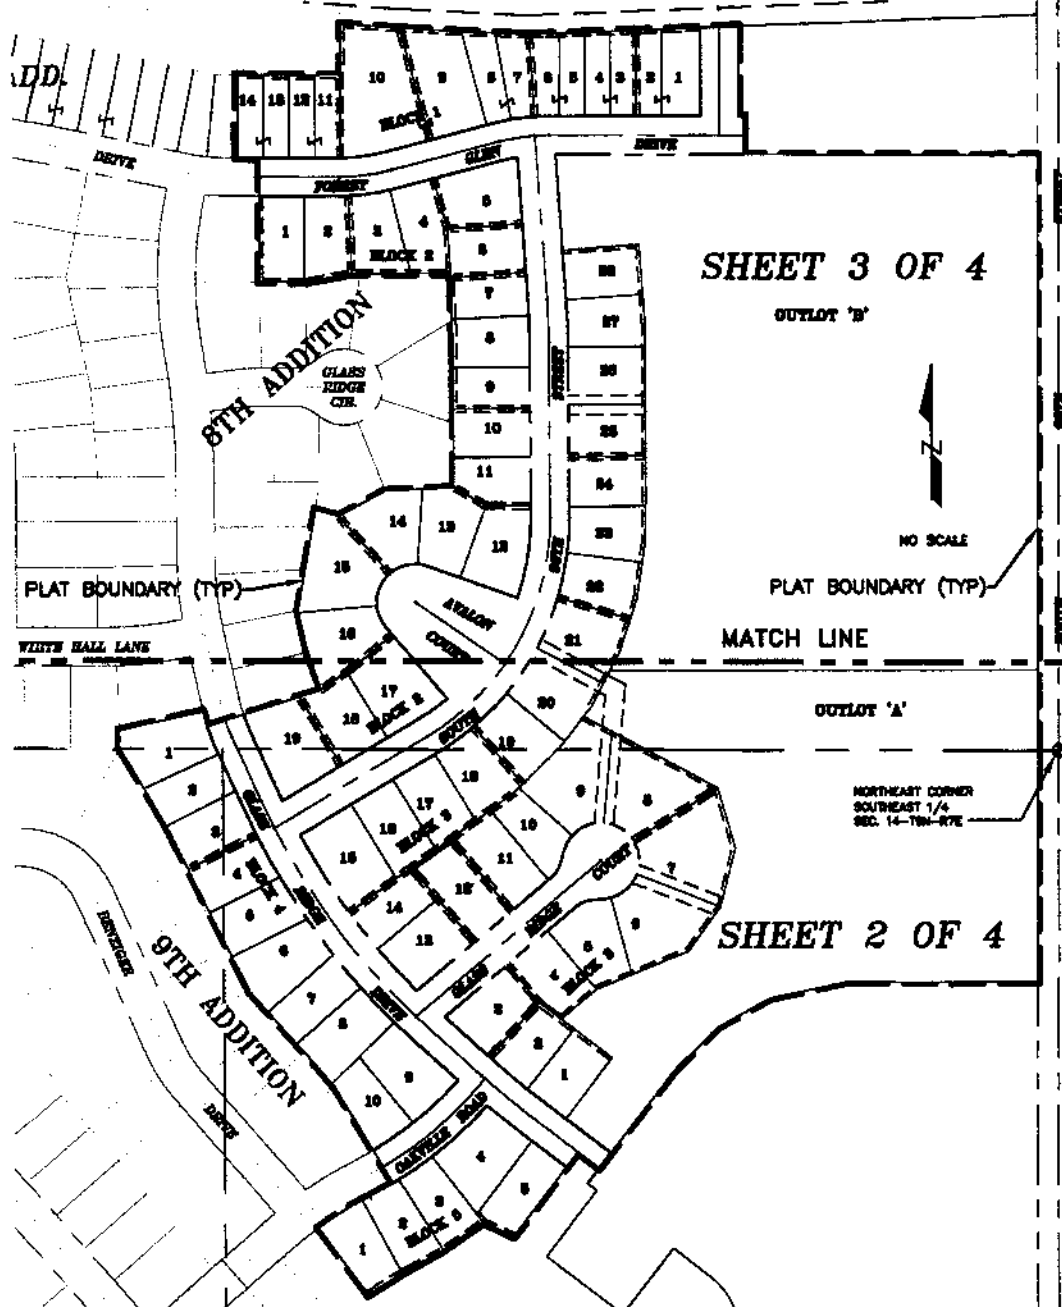 ADD.
10
9
8
7
6
5
4
3
2
1
14
13
12
11
BLOCK 1
DRIVE
GLEN
DRIVE
FOREST
1
2
3
4
5
BLOCK 2
6
SHEET 3 OF 4
OUTLOT 'B'
28
7
27
8TH ADDITION
8
GLASS
RIDGE
CIR.
STREET
26
9
10
25
11
24
N
14
13
12
23
NO SCALE
15
PLAT BOUNDARY (TYP)
22
PLAT BOUNDARY (TYP)
AVALON
COURT
16
21
MATCH LINE
WHITE HALL LANE
17
18
BLOCK 2
20
OUTLOT 'A'
19
SOUTH
19
1
2
18
9
8
NORTHEAST CORNER
SOUTHEAST 1/4
SEC. 14-T9N-R7E
GLASS
17
16
BLOCK 3
10
3
15
11
COURT
7
4
BLOCK 4
12
14
RIDGE
5
13
RIDGE
SHEET 2 OF 4
6
9TH ADDITION
GLASS
BLOCK 5
7
DRIVE
3
8
2
9
1
10
DRIVE
OAKVILLE ROAD
4
5
3
2
BLOCK 6
1